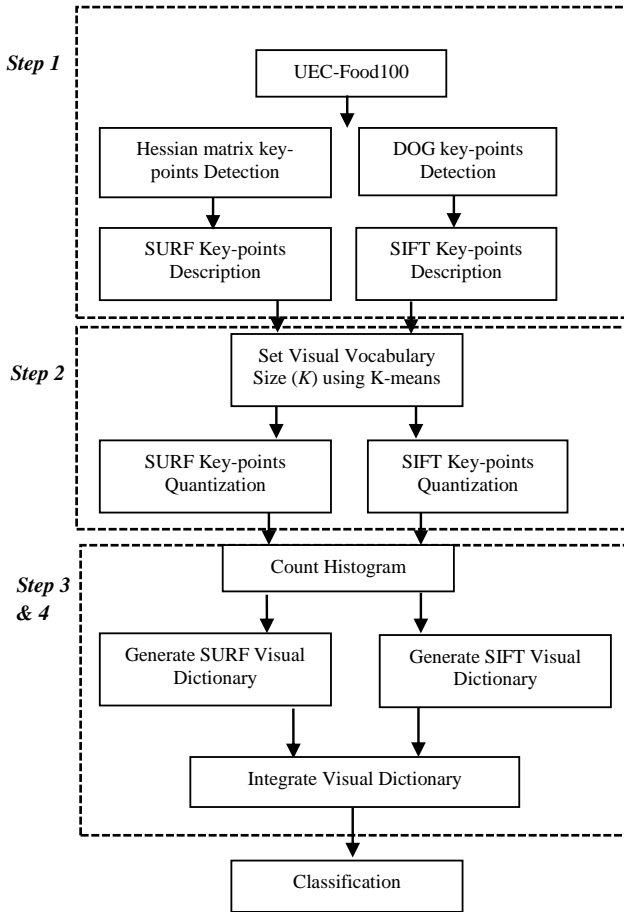 Step 1
UEC-Food100
Hessian matrix key-
points Detection
DOG key-points
Detection
SURF Key-points
Description
SIFT Key-points
Description
Step 2
Set Visual Vocabulary
Size (K) using K-means
SURF Key-points
Quantization
SIFT Key-points
Quantization
Step 3
& 4
Count Histogram
Generate SURF Visual
Dictionary
Generate SIFT Visual
Dictionary
Integrate Visual Dictionary
Classification